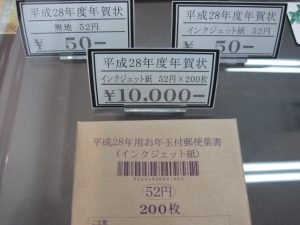 平成28年度年賀状
無地 52円
¥50-
平成28年度年賀状
インクジェット紙 52円
¥50-
平成28年度年賀状
インクジェット紙 52円×200枚
¥10,000-
平成28年用お年玉付郵便葉書
(インクジェット紙)
52円
200枚